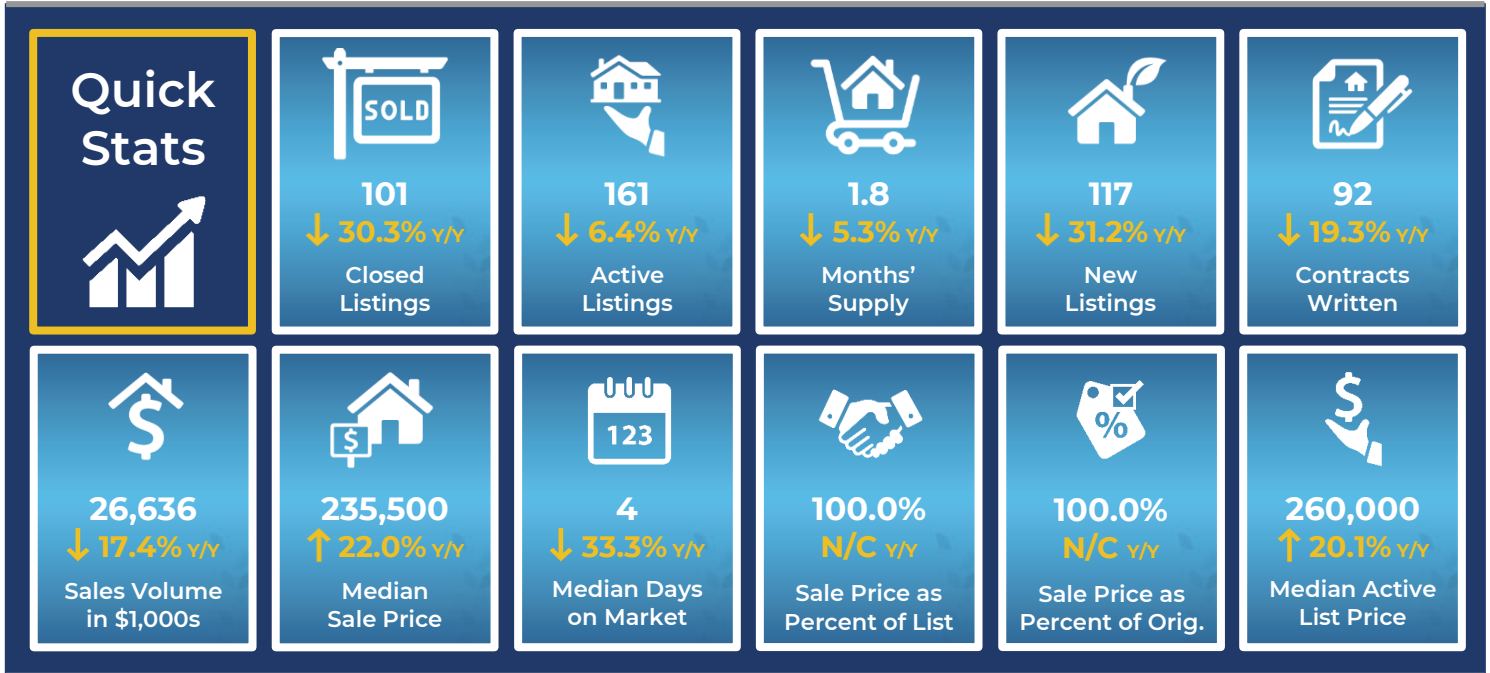 Quick
Stats
SOLD
101
↓ 30.3% Y/Y
Closed
Listings
161
↓ 6.4% Y/Y
Active
Listings
1.8
↓ 5.3% Y/Y
Months’
Supply
117
↓ 31.2% Y/Y
New
Listings
92
↓ 19.3% Y/Y
Contracts
Written
$
26,636
↓ 17.4% Y/Y
Sales Volume
in $1,000s
$
235,500
↑ 22.0% Y/Y
Median
Sale Price
123
4
↓ 33.3% Y/Y
Median Days
on Market
100.0%
N/C Y/Y
Sale Price as
Percent of List
%
100.0%
N/C Y/Y
Sale Price as
Percent of Orig.
$
260,000
↑ 20.1% Y/Y
Median Active
List Price